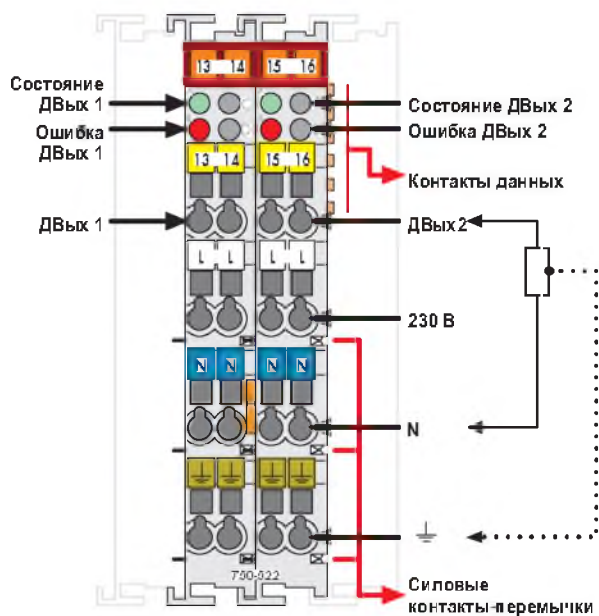 13 14 15 16
Состояние
ДВых 1
Состояние ДВых 2
Ошибка
ДВых 1
Ошибка ДВых 2
13 14 15 16
Контакты данных
ДВых 1
ДВых 2
L L L L
230 В
N N N N
N
750-522
Силовые
контакты-перемычки